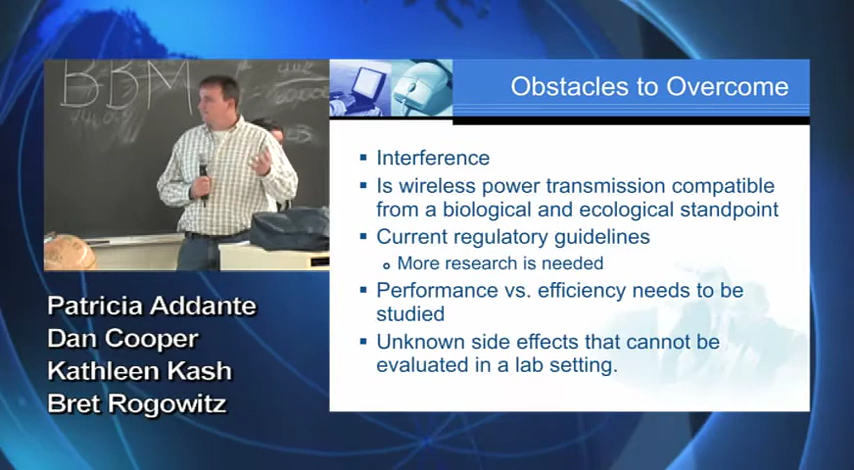 BBM
Obstacles to Overcome
Interference
Is wireless power transmission compatible
from a biological and ecological standpoint
Current regulatory guidelines
More research is needed
Performance vs. efficiency needs to be
studied
Unknown side effects that cannot be
evaluated in a lab setting.
Patricia Addante
Dan Cooper
Kathleen Kash
Bret Rogowitz